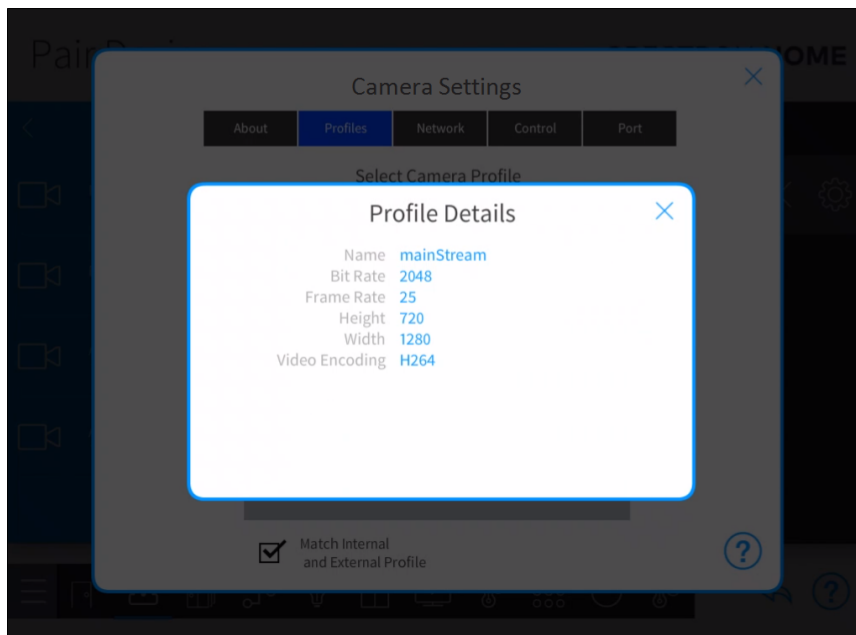 Pair
HOME
Camera Settings
About
Profiles
Network
Control
Port
Select Camera Profile
Profile Details
Name mainStream
Bit Rate 2048
Frame Rate 25
Height 720
Width 1280
Video Encoding H264
Match Internal
and External Profile
?
?